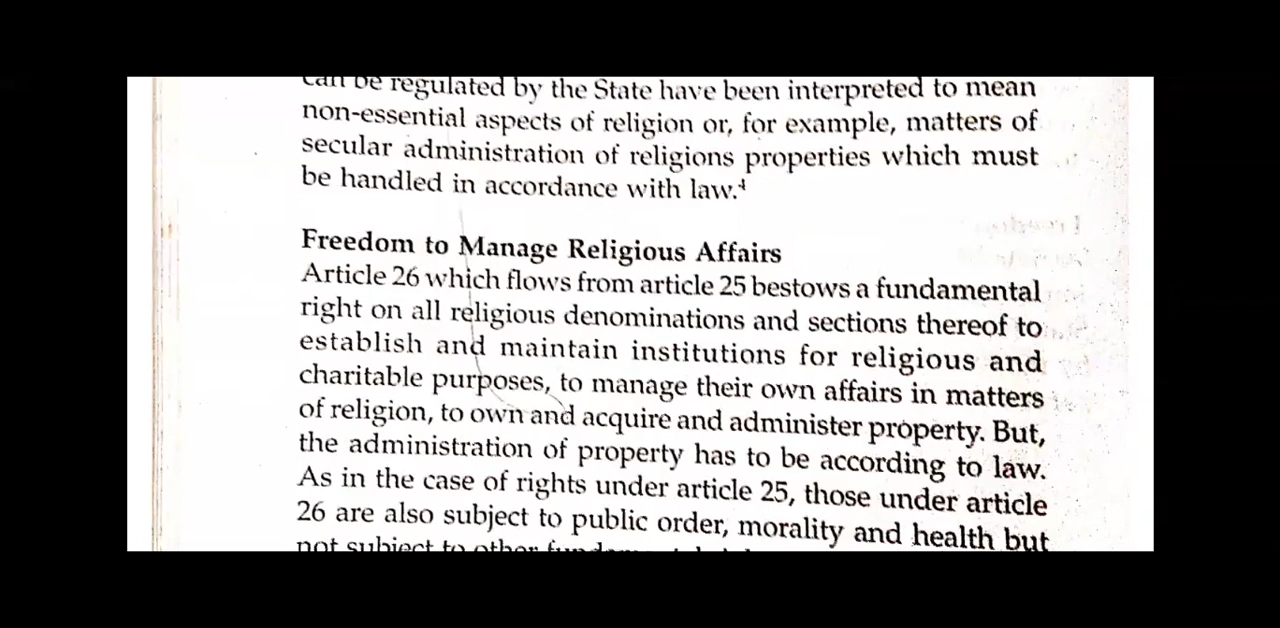 can be regulated by the State have been interpreted to mean
non-essential aspects of religion or, for example, matters of
secular administration of religions properties which must
be handled in accordance with law.⁴
Freedom to Manage Religious Affairs
Article 26 which flows from article 25 bestows a fundamental
right on all religious denominations and sections thereof to
establish and maintain institutions for religious and
charitable purposes, to manage their own affairs in matters
of religion, to own and acquire and administer property. But,
the administration of property has to be according to law.
As in the case of rights under article 25, those under article
26 are also subject to public order, morality and health but
not subject to other